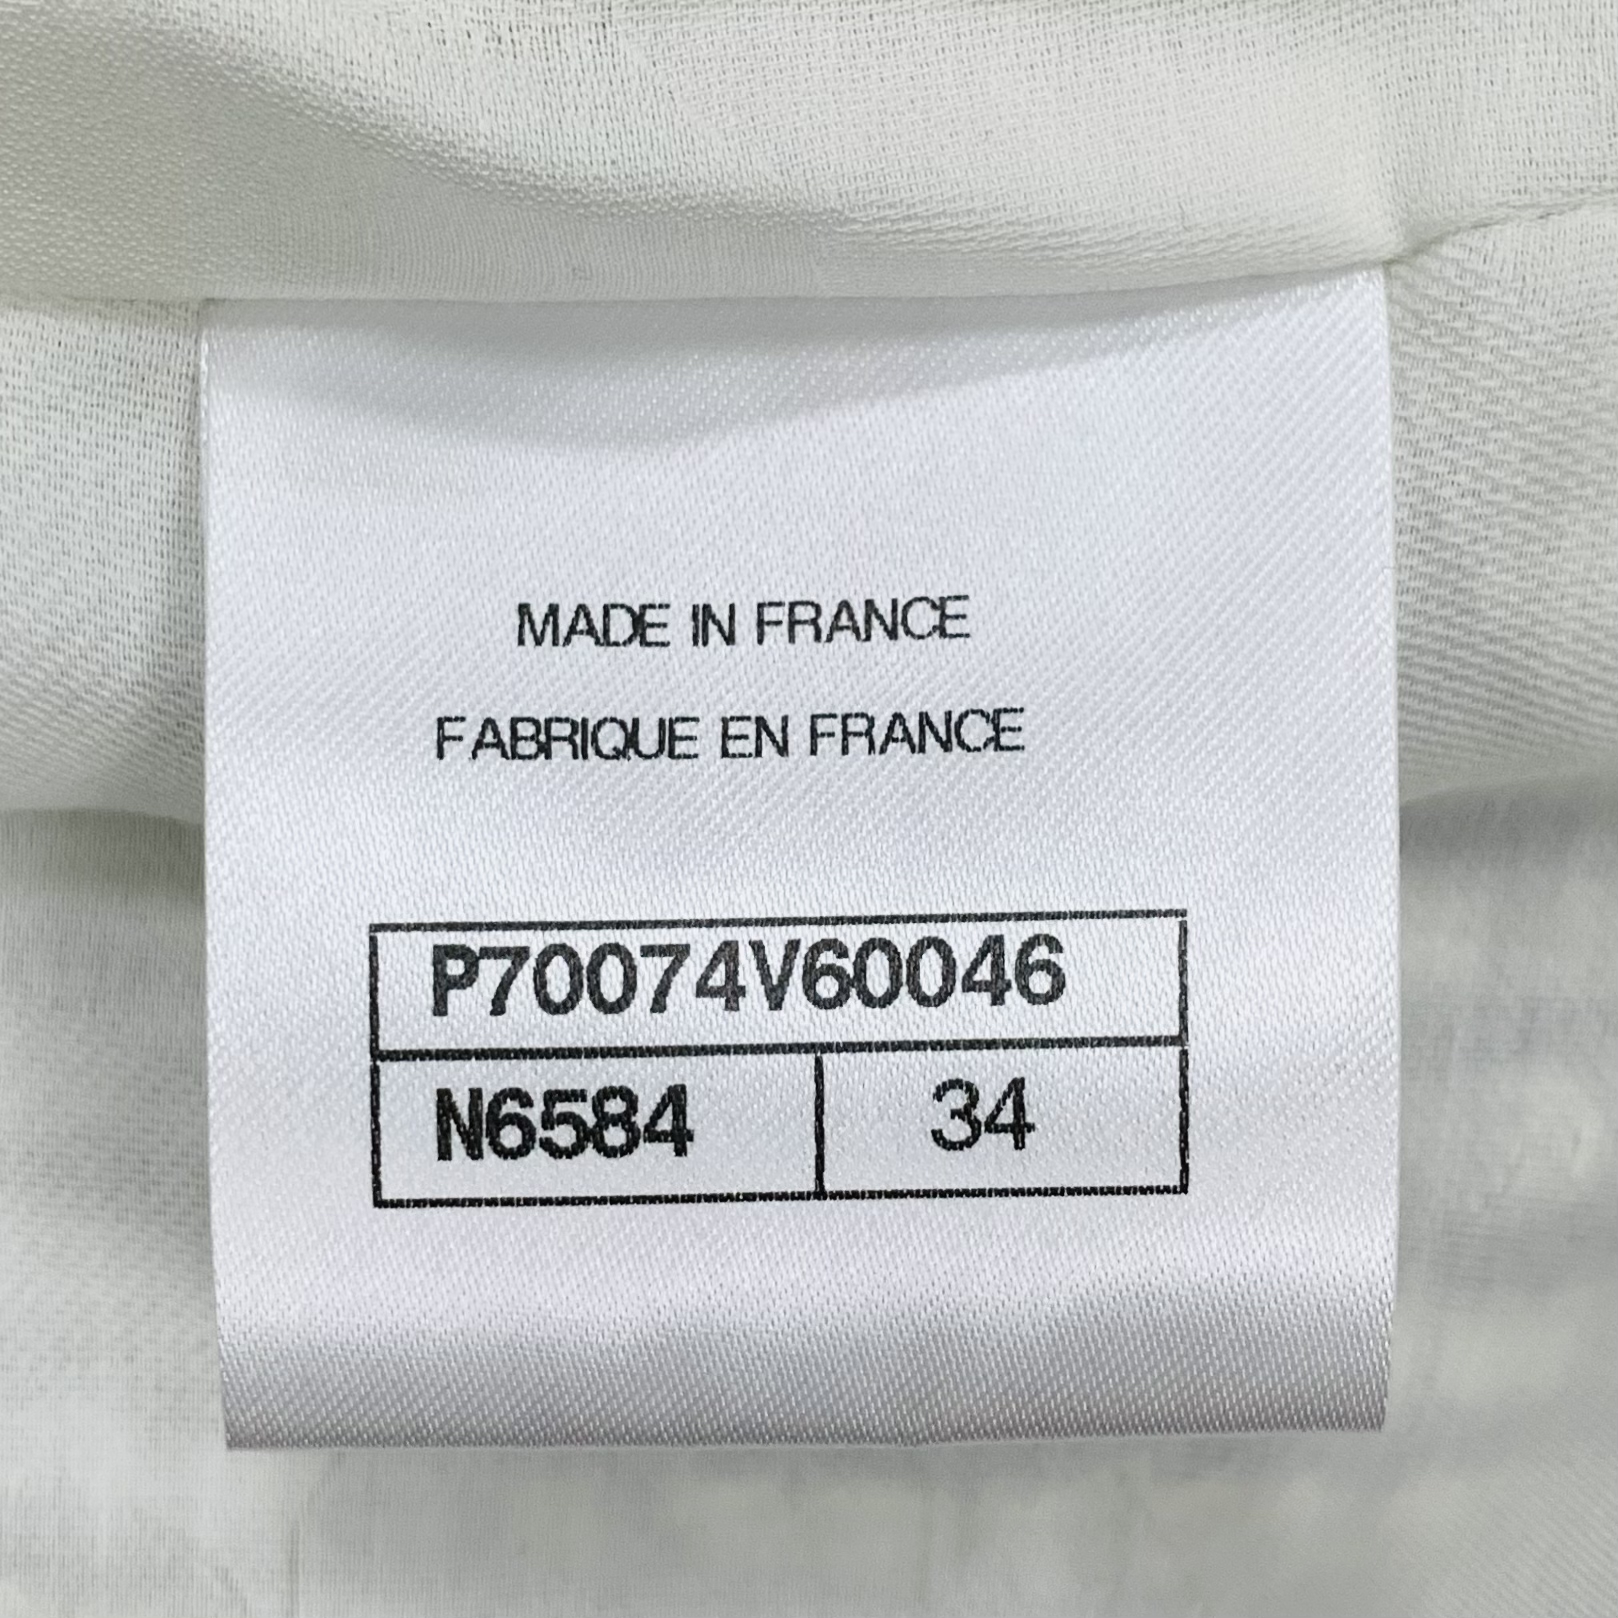 MADE IN FRANCE
FABRIQUE EN FRANCE
P70074V60046
N6584 34